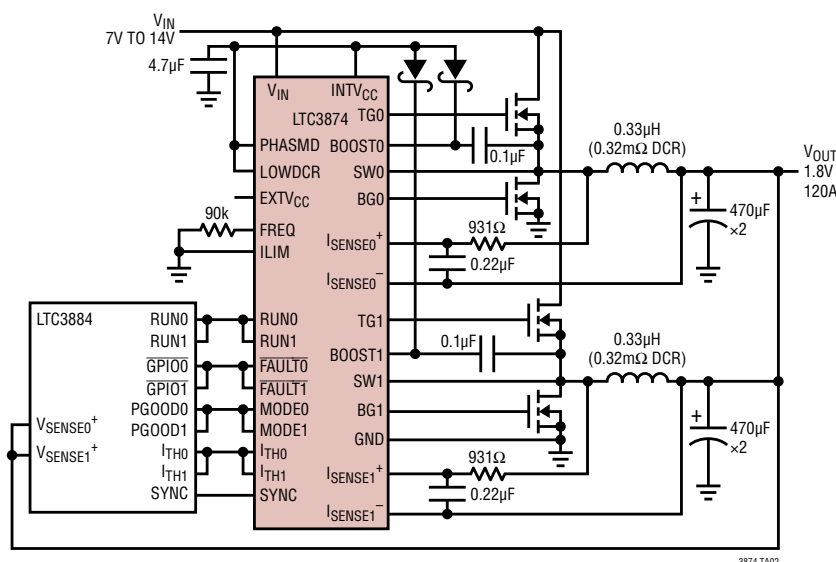 VIN
7V TO 14V
4.7µF
VIN
INTVCC
LTC3874
PHASMD
LOWDCR
EXTVCC
90k
FREQ
ILIM
TG0
BOOST0
0.1µF
SW0
BG0
ISENSE0+
931Ω
0.22µF
ISENSE0–
0.33µH
(0.32mΩ DCR)
VOUT
1.8V
120A
+
470µF
×2
LTC3884
RUN0
RUN1
GPIO0
GPIO1
PGOOD0
PGOOD1
ITH0
ITH1
SYNC
VSENSE0+
VSENSE1+
RUN0
RUN1
FAULT0
FAULT1
MODE0
MODE1
ITH0
ITH1
SYNC
TG1
BOOST1
0.1µF
SW1
BG1
GND
ISENSE1+
931Ω
0.22µF
ISENSE1–
0.33µH
(0.32mΩ DCR)
+
470µF
×2
3874 TA02